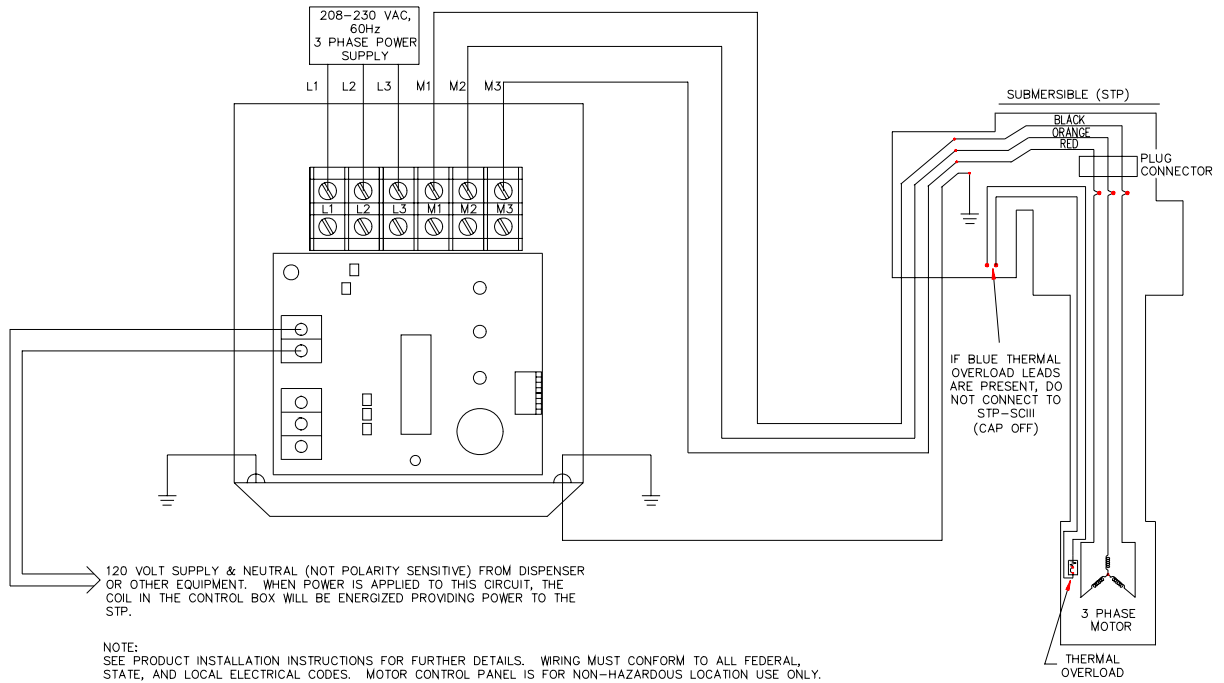 208-230 VAC,
60Hz
3 PHASE POWER
SUPPLY
L1 L2 L3 M1 M2 M3
SUBMERSIBLE (STP)
BLACK
ORANGE
RED
PLUG
CONNECTOR
L1 L2 L3 M1 M2 M3
IF BLUE THERMAL
OVERLOAD LEADS
ARE PRESENT, DO
NOT CONNECT TO
STP-SCIII
(CAP OFF)
120 VOLT SUPPLY & NEUTRAL (NOT POLARITY SENSITIVE) FROM DISPENSER
OR OTHER EQUIPMENT. WHEN POWER IS APPLIED TO THIS CIRCUIT, THE
COIL IN THE CONTROL BOX WILL BE ENERGIZED PROVIDING POWER TO THE
STP.
3 PHASE
MOTOR
THERMAL
OVERLOAD
NOTE:
SEE PRODUCT INSTALLATION INSTRUCTIONS FOR FURTHER DETAILS. WIRING MUST CONFORM TO ALL FEDERAL,
STATE, AND LOCAL ELECTRICAL CODES. MOTOR CONTROL PANEL IS FOR NON-HAZARDOUS LOCATION USE ONLY.